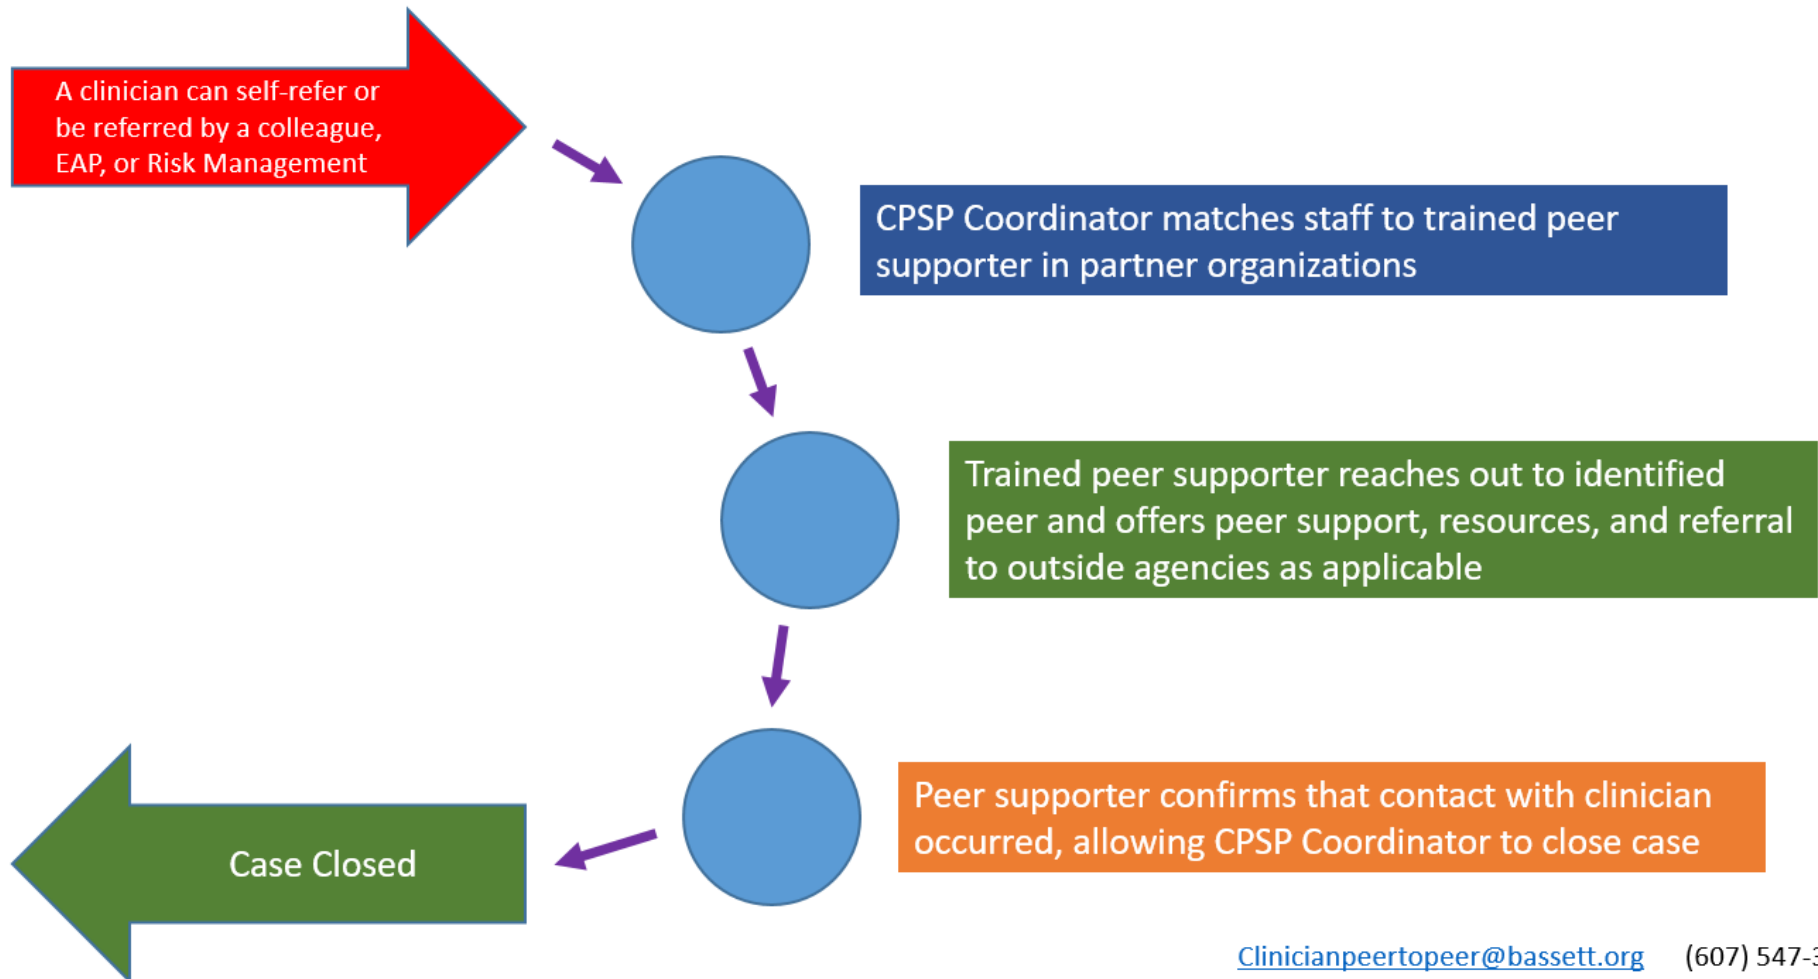 A clinician can self-refer or
be referred by a colleague,
EAP, or Risk Management
CPSP Coordinator matches staff to trained peer
supporter in partner organizations
Trained peer supporter reaches out to identified
peer and offers peer support, resources, and referral
to outside agencies as applicable
Peer supporter confirms that contact with clinician
occurred, allowing CPSP Coordinator to close case
Case Closed
Clinicianpeertopeer@bassett.org (607) 547-